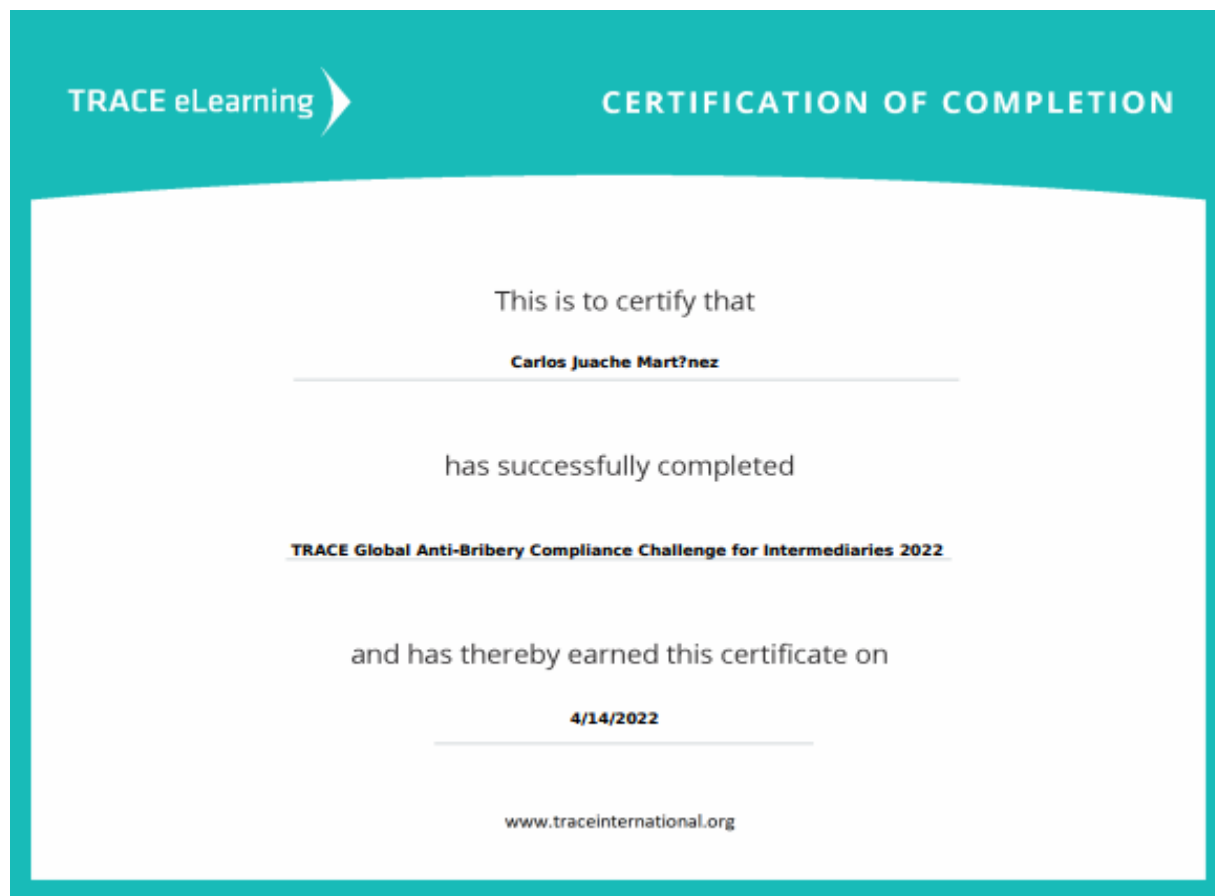 TRACE eLearning
CERTIFICATION OF COMPLETION
This is to certify that
Carlos Juache Mart?nez
has successfully completed
TRACE Global Anti-Bribery Compliance Challenge for Intermediaries 2022
and has thereby earned this certificate on
4/14/2022
www.traceinternational.org